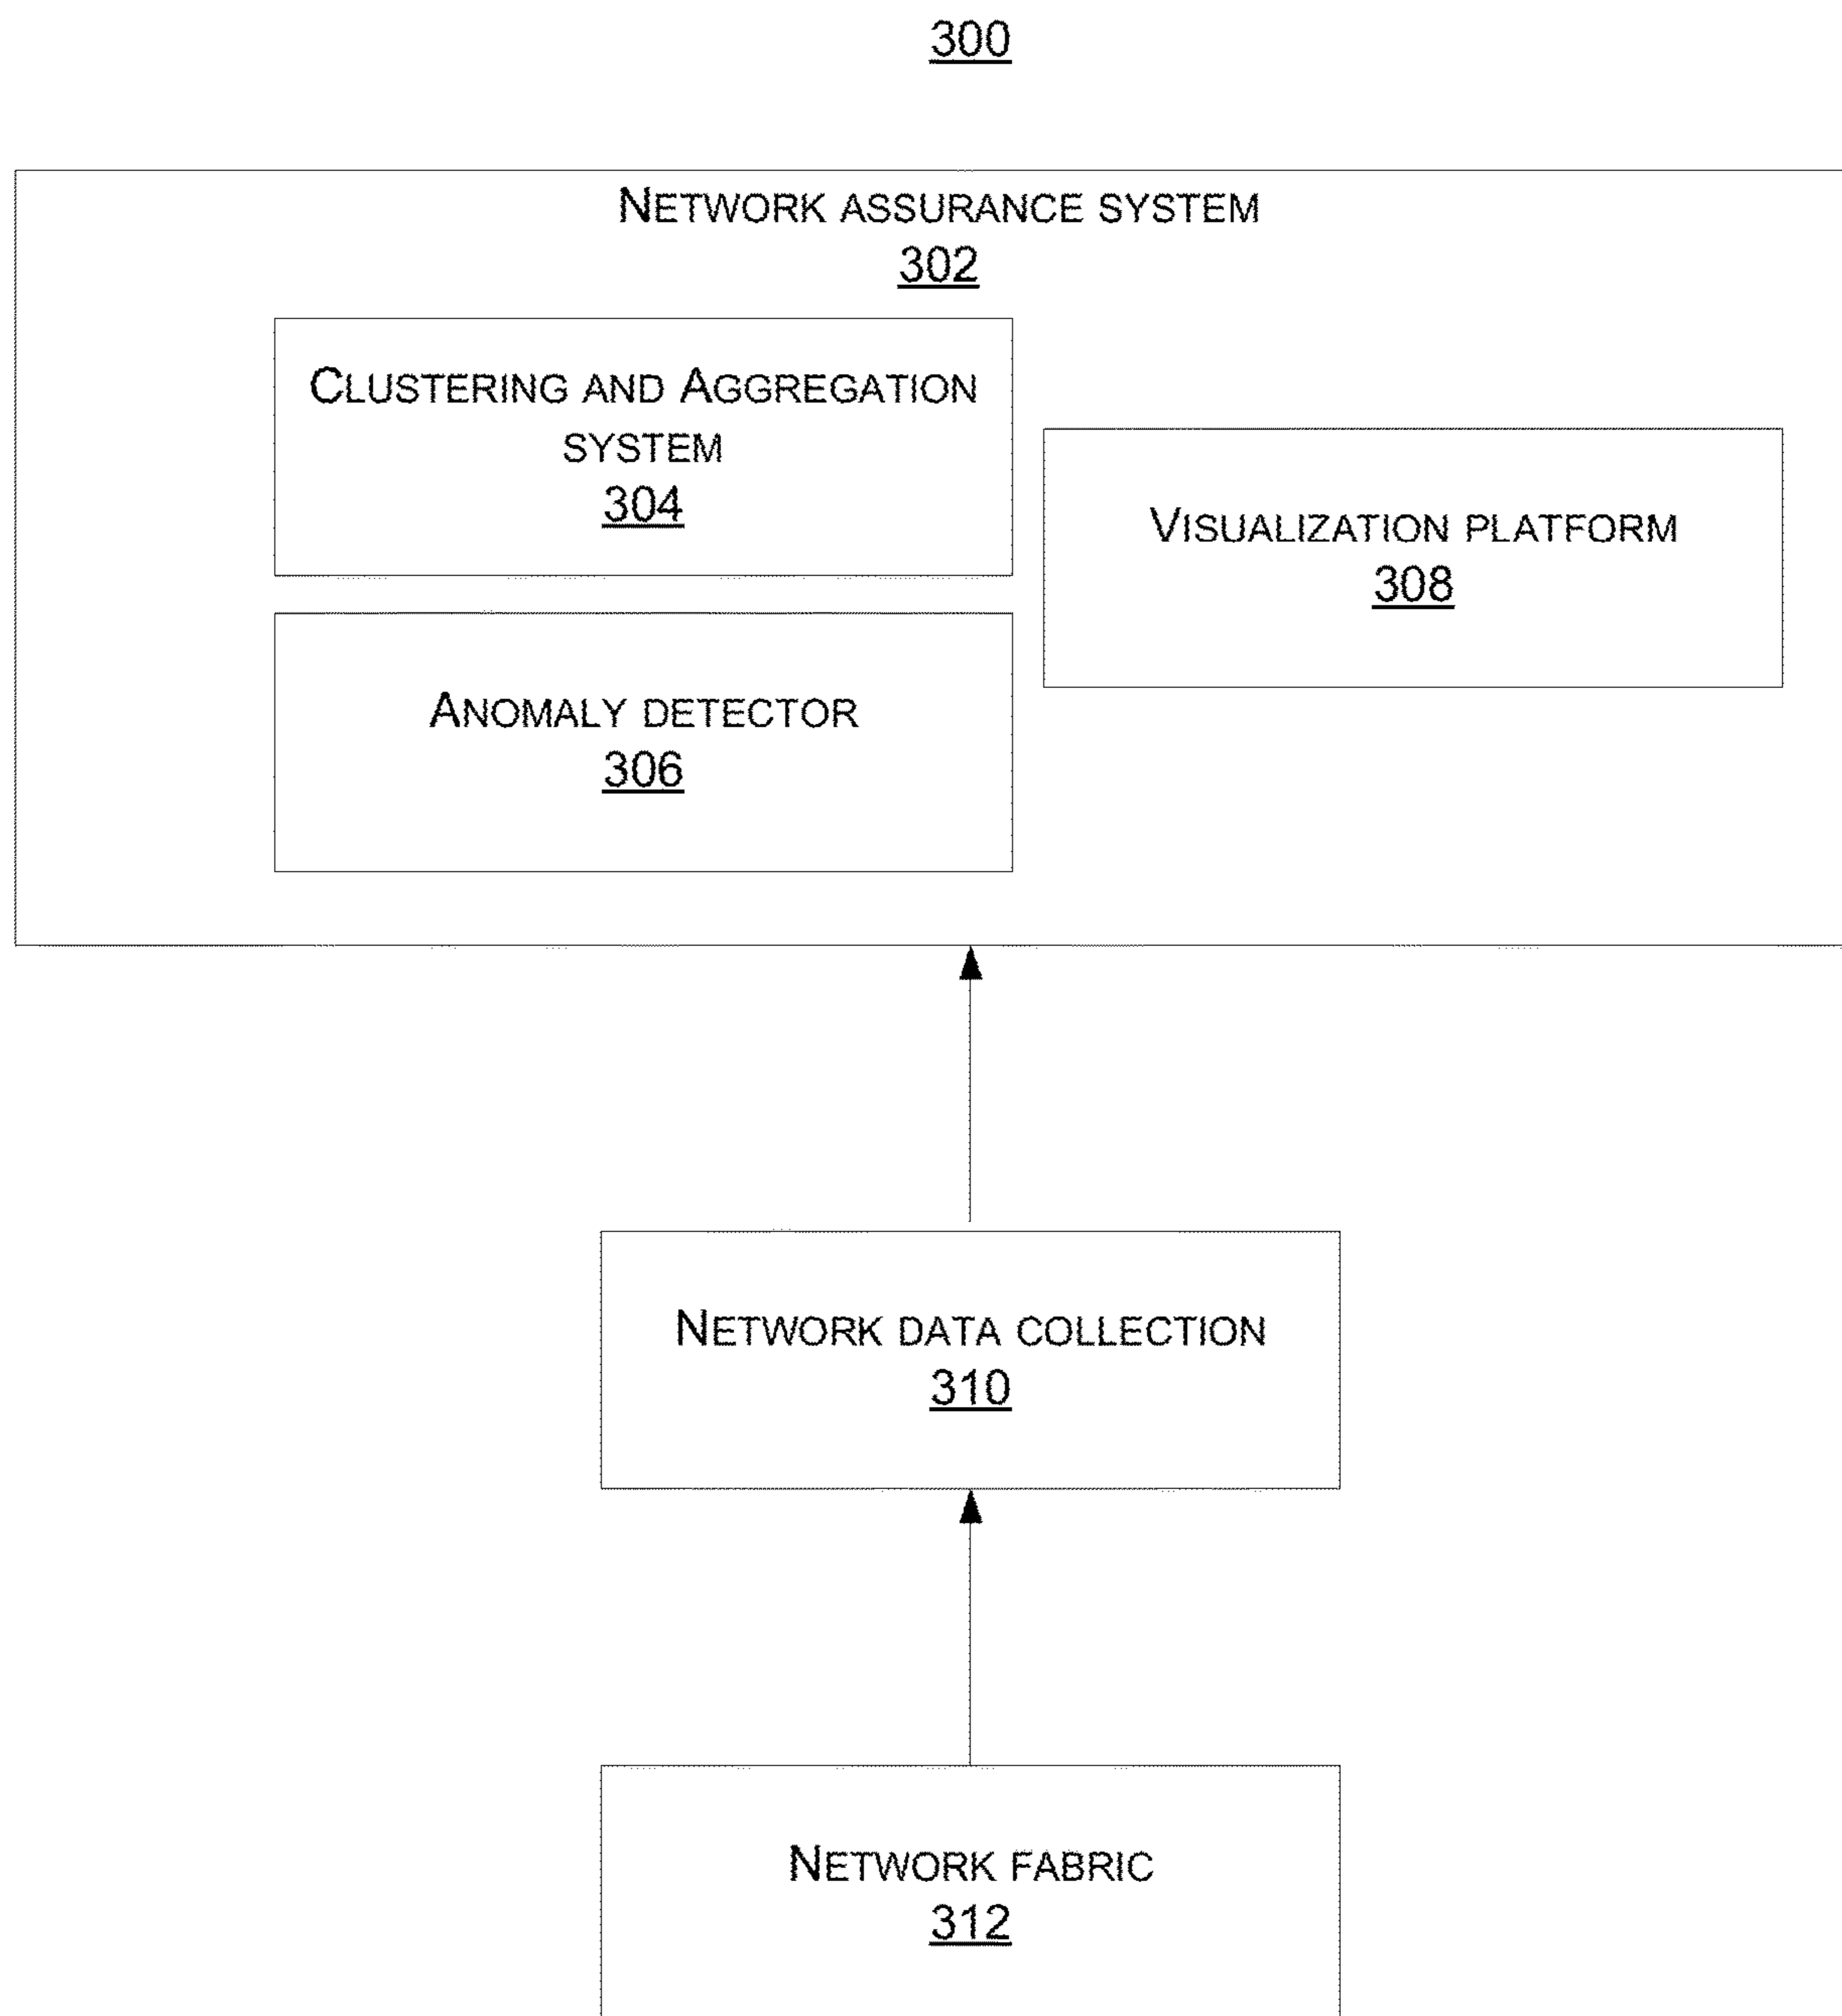 300
NETWORK ASSURANCE SYSTEM
302
CLUSTERING AND AGGREGATION
SYSTEM
304
VISUALIZATION PLATFORM
308
ANOMALY DETECTOR
306
NETWORK DATA COLLECTION
310
NETWORK FABRIC
312